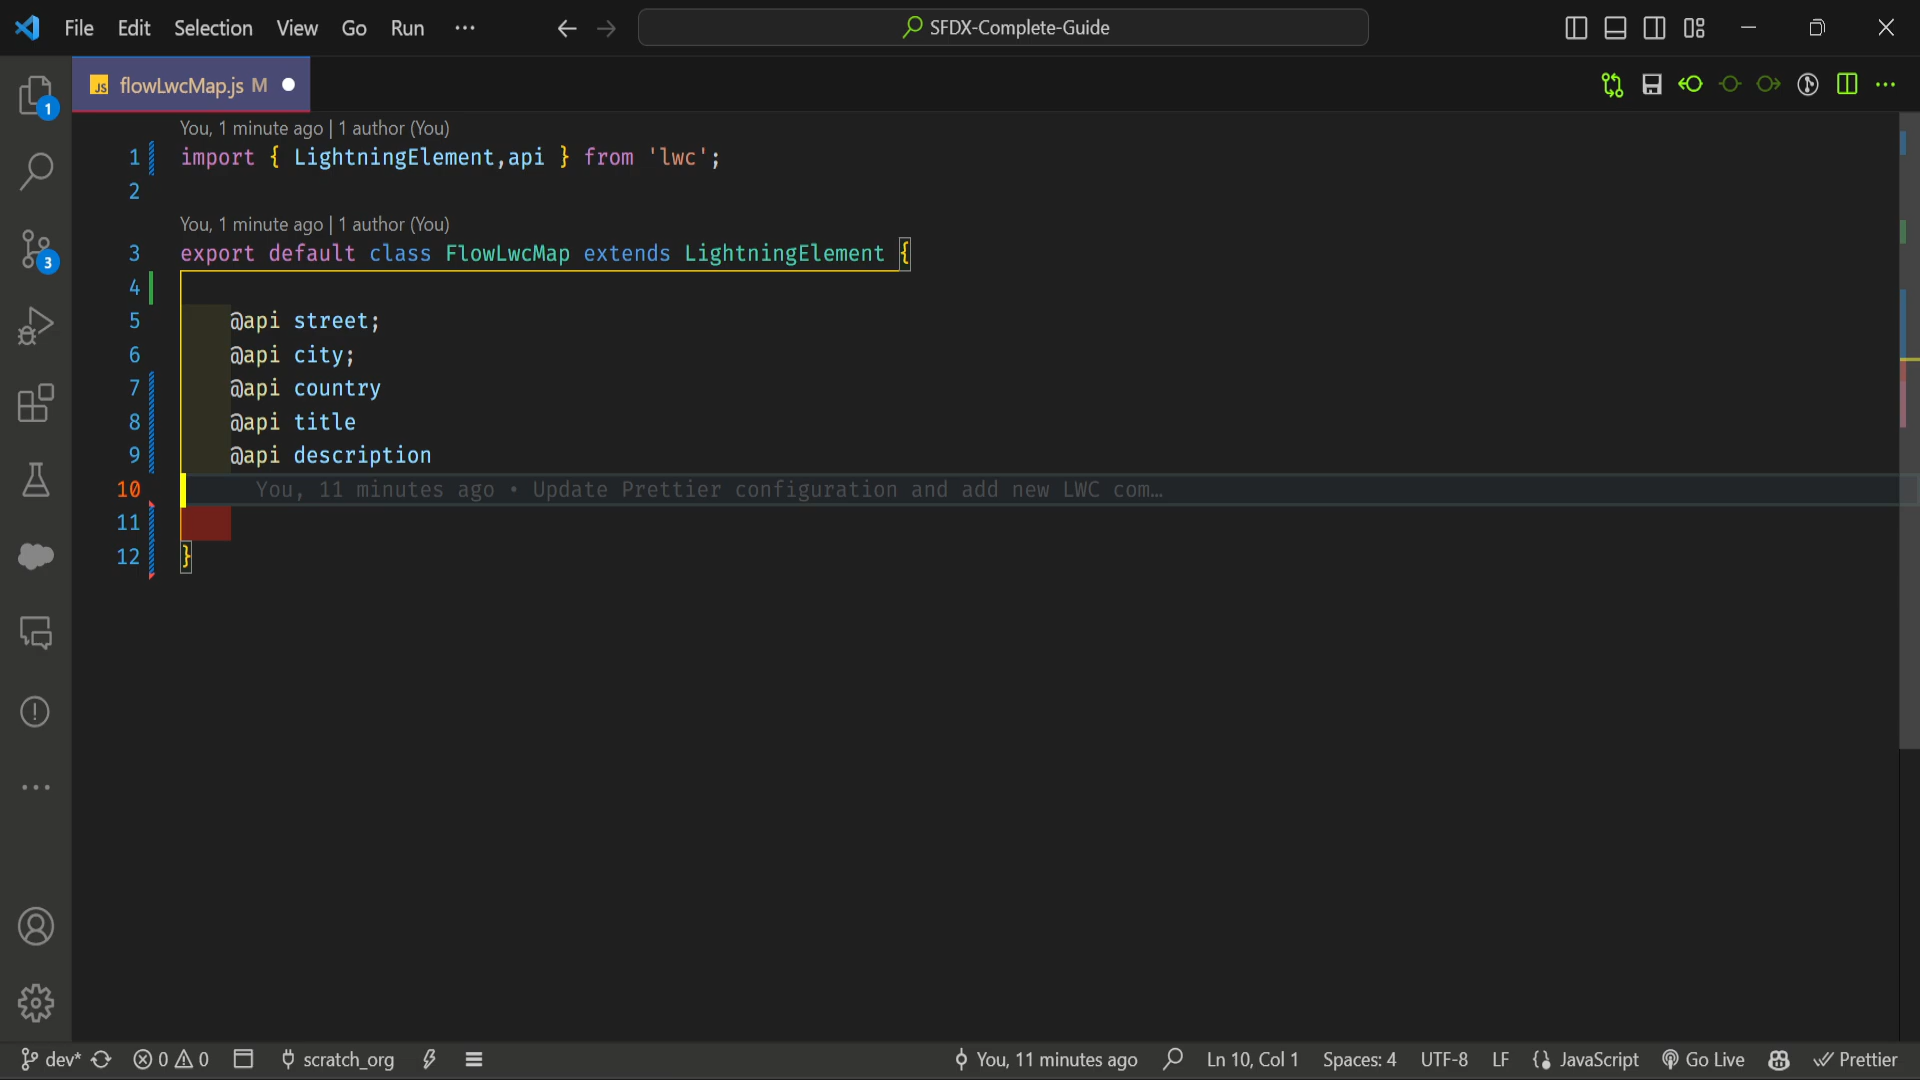 File Edit Selection View Go Run ··· SFDX-Complete-Guide
1
3
JS flowLwcMap.js M
You, 1 minute ago | 1 author (You)
1 import { LightningElement,api } from 'lwc';
2
You, 1 minute ago | 1 author (You)
3 export default class FlowLwcMap extends LightningElement {
4
5 @api street;
6 @api city;
7 @api country
8 @api title
9 @api description
10 You, 11 minutes ago • Update Prettier configuration and add new LWC com…
11
12 }
dev* 0 0 scratch_org You, 11 minutes ago Ln 10, Col 1 Spaces: 4 UTF-8 LF JavaScript Go Live Prettier